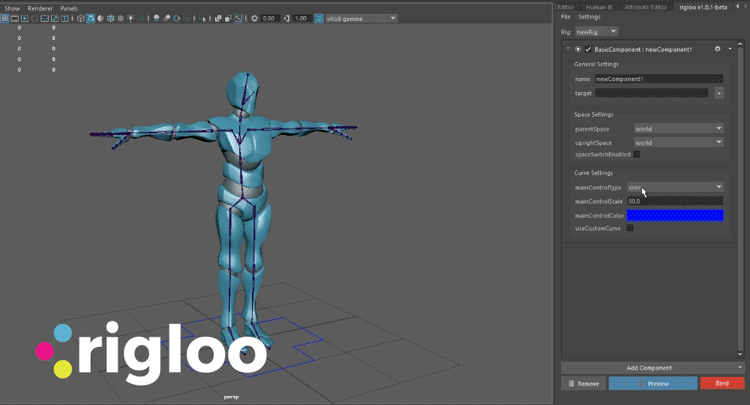 Show Renderer Panels
0.00 1.00 sRGB gamma
Editor Human IK Attribute Editor rigloo v1.0.1-beta
File Settings
Rig: newRig
BasicComponent : newComponent1
General Settings
name newComponent1
target
Space Settings
parentSpace world
uprightSpace world
spaceSwitchEnabled
Curve Settings
mainControlType
mainControlScale 50.0
mainControlColor
useCustomCurve
0 0
0 0
0 0
0 0
0 0
rigloo
persp
Add Component
Remove Preview Bind